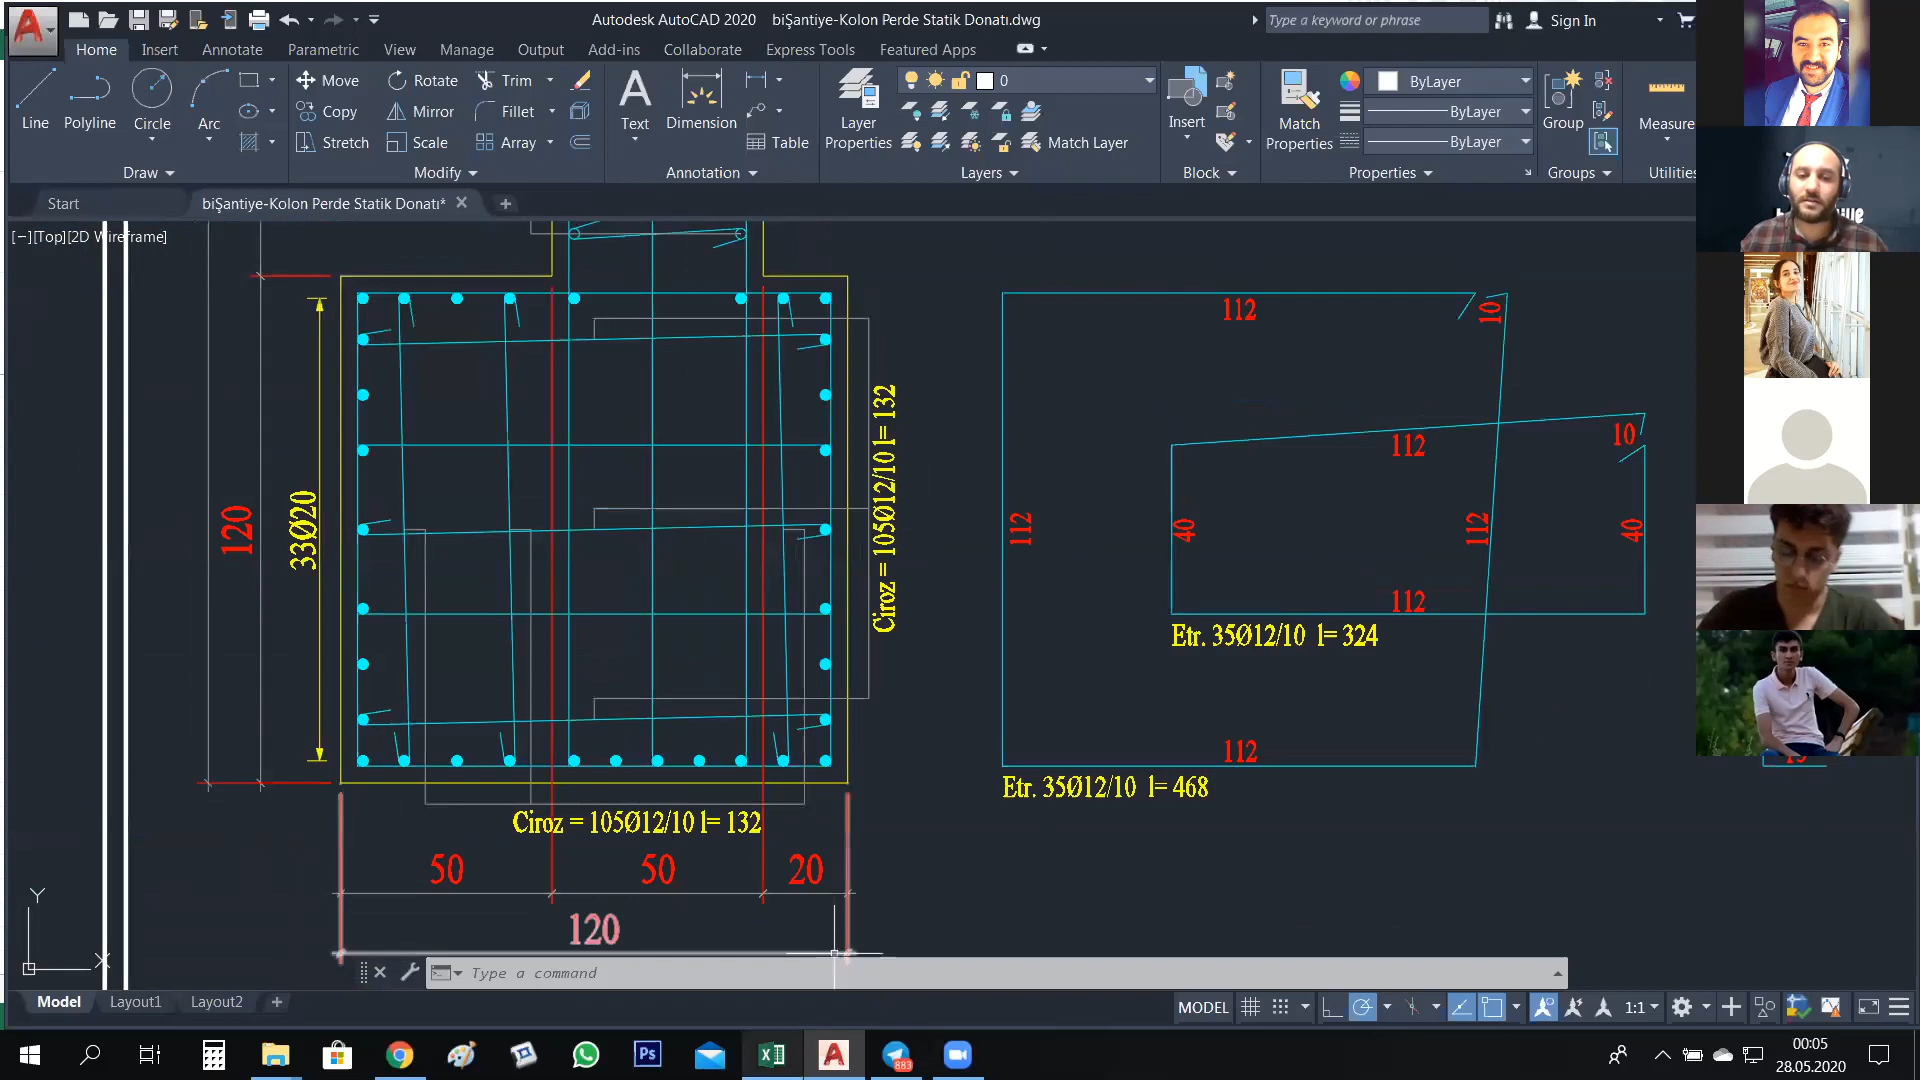 Autodesk AutoCAD 2020 biŞantiye-Kolon Perde Statik Donatı.dwg
Type a keyword or phrase
Sign In
Home Insert Annotate Parametric View Manage Output Add-ins Collaborate Express Tools Featured Apps
Line Polyline Circle Arc
Move Rotate Trim
Copy Mirror Fillet
Stretch Scale Array
Text Dimension Table
Layer Properties
0
Match Layer
Insert
Match Properties
ByLayer
ByLayer
ByLayer
Group
Measure
Draw Modify Annotation Layers Block Properties Groups Utilities
Start
biŞantiye-Kolon Perde Statik Donatı*
[−][Top][2D Wireframe]
120
33Ø20
Ciroz = 105Ø12/10 l= 132
Ciroz = 105Ø12/10 l= 132
50 50 20
120
112
10
112
112
112
Etr. 35Ø12/10 l= 468
112
10
40
40
112
Etr. 35Ø12/10 l= 324
Y
X
Type a command
Model Layout1 Layout2
MODEL
1:1
Ps
883
00:05
28.05.2020